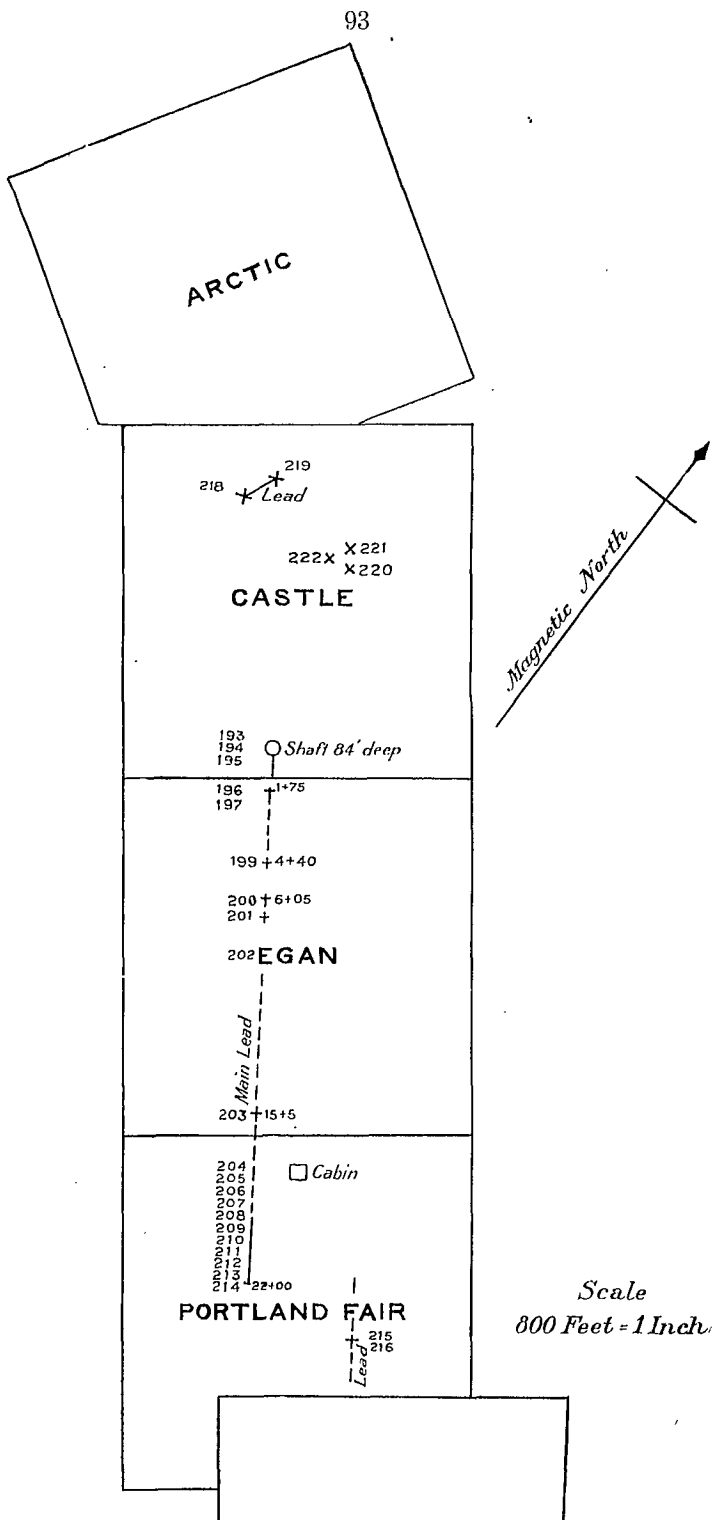 93
ARCTIC
219
218
Lead
221
222
220
CASTLE
Magnetic North
193
194
195
Shaft 84' deep
196
197
1+75
199
4+40
200
6+05
201
202
EGAN
Main Lead
203
15+5
204
205
206
207
208
209
210
211
212
213
214
22+00
Cabin
PORTLAND FAIR
215
216
Lead
Scale
800 Feet = 1 Inch